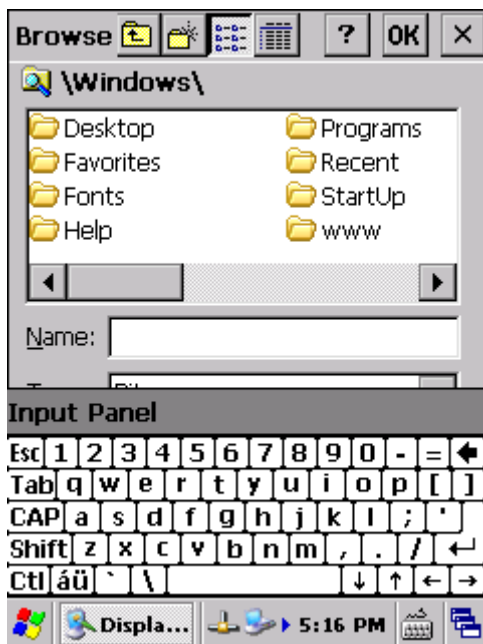 Browse ? OK ×
\Windows\
Desktop Programs
Favorites Recent
Fonts StartUp
Help www
Name:
Input Panel
Esc 1 2 3 4 5 6 7 8 9 0 - =
Tab q w e r t y u i o p [ ]
CAP a s d f g h j k l ; '
Shift z x c v b n m , . /
Ctl áü ` \ ↓ ↑ ← →
Displa... 5:16 PM